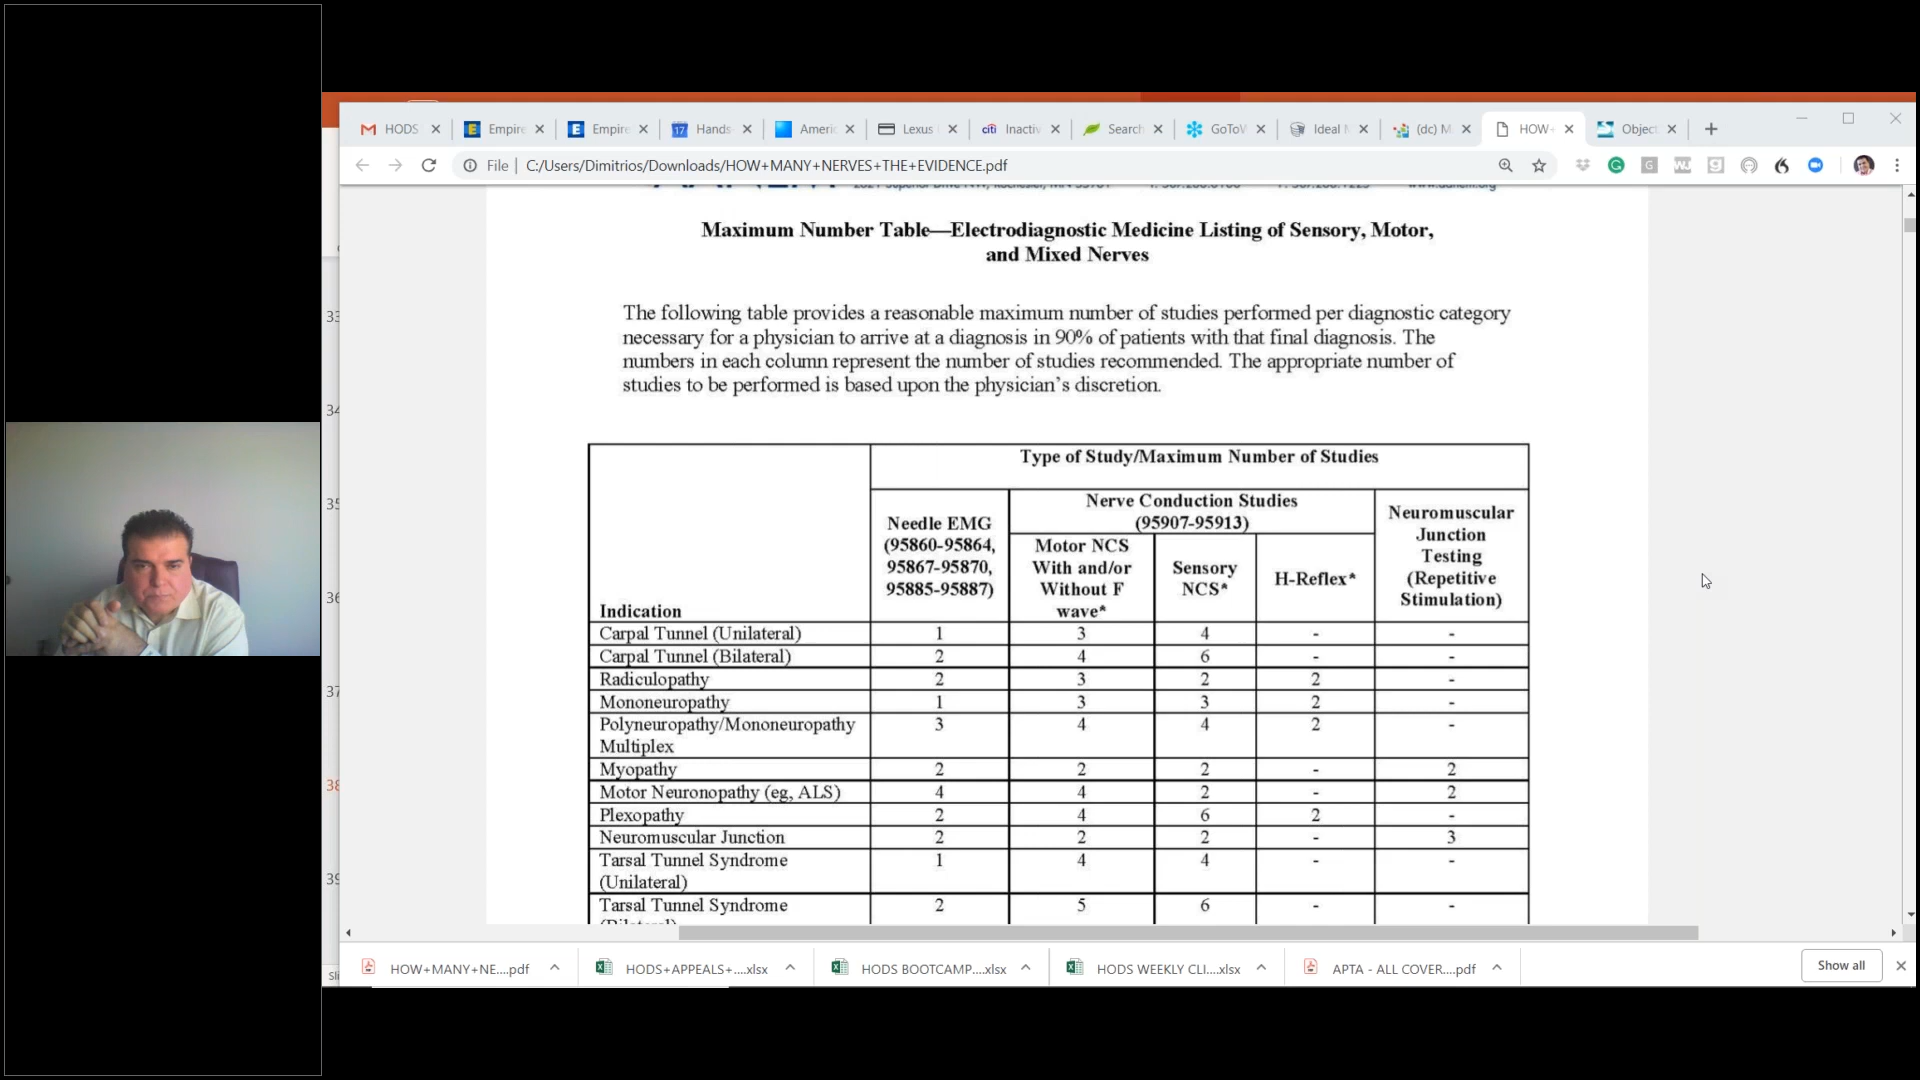 HODS
Empire
Empire
17
Hands-
Americ
Lexus
citi
Inactiv
Search
GoToW
Ideal
(dc) M
HOW+
Object
File
C:/Users/Dimitrios/Downloads/HOW+MANY+NERVES+THE+EVIDENCE.pdf
Maximum Number Table—Electrodiagnostic Medicine Listing of Sensory, Motor,
and Mixed Nerves
The following table provides a reasonable maximum number of studies performed per diagnostic category
necessary for a physician to arrive at a diagnosis in 90% of patients with that final diagnosis. The
numbers in each column represent the number of studies recommended. The appropriate number of
studies to be performed is based upon the physician's discretion.
Type of Study/Maximum Number of Studies
Indication
Needle EMG
(95860-95864,
95867-95870,
95885-95887)
Nerve Conduction Studies
(95907-95913)
Motor NCS
With and/or
Without F
wave*
Sensory
NCS*
H-Reflex*
Neuromuscular
Junction
Testing
(Repetitive
Stimulation)
Carpal Tunnel (Unilateral) 1 3 4 - -
Carpal Tunnel (Bilateral) 2 4 6 - -
Radiculopathy 2 3 2 2 -
Mononeuropathy 1 3 3 2 -
Polyneuropathy/Mononeuropathy 3 4 4 2 -
Multiplex
Myopathy 2 2 2 - 2
Motor Neuronopathy (eg, ALS) 4 4 2 - 2
Plexopathy 2 4 6 2 -
Neuromuscular Junction 2 2 2 - 3
Tarsal Tunnel Syndrome 1 4 4 - -
(Unilateral)
Tarsal Tunnel Syndrome 2 5 6 - -
33
34
35
36
37
38
39
HOW+MANY+NE....pdf
HODS+APPEALS+....xlsx
HODS BOOTCAMP....xlsx
HODS WEEKLY CLI....xlsx
APTA - ALL COVER....pdf
Show all